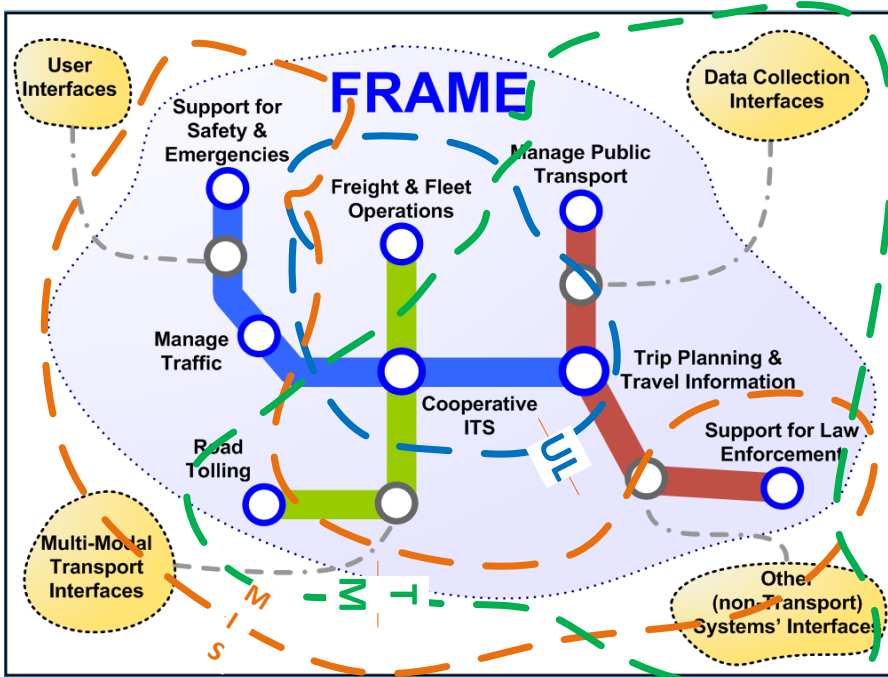 FRAME
User
Interfaces
Support for
Safety &
Emergencies
Data Collection
Interfaces
Manage Public
Transport
Freight & Fleet
Operations
Manage
Traffic
Trip Planning &
Travel Information
Cooperative
ITS
Road
Tolling
Support for Law
Enforcement
UL
Multi-Modal
Transport
Interfaces
MIS
TM
Other
(non-Transport)
Systems' Interfaces